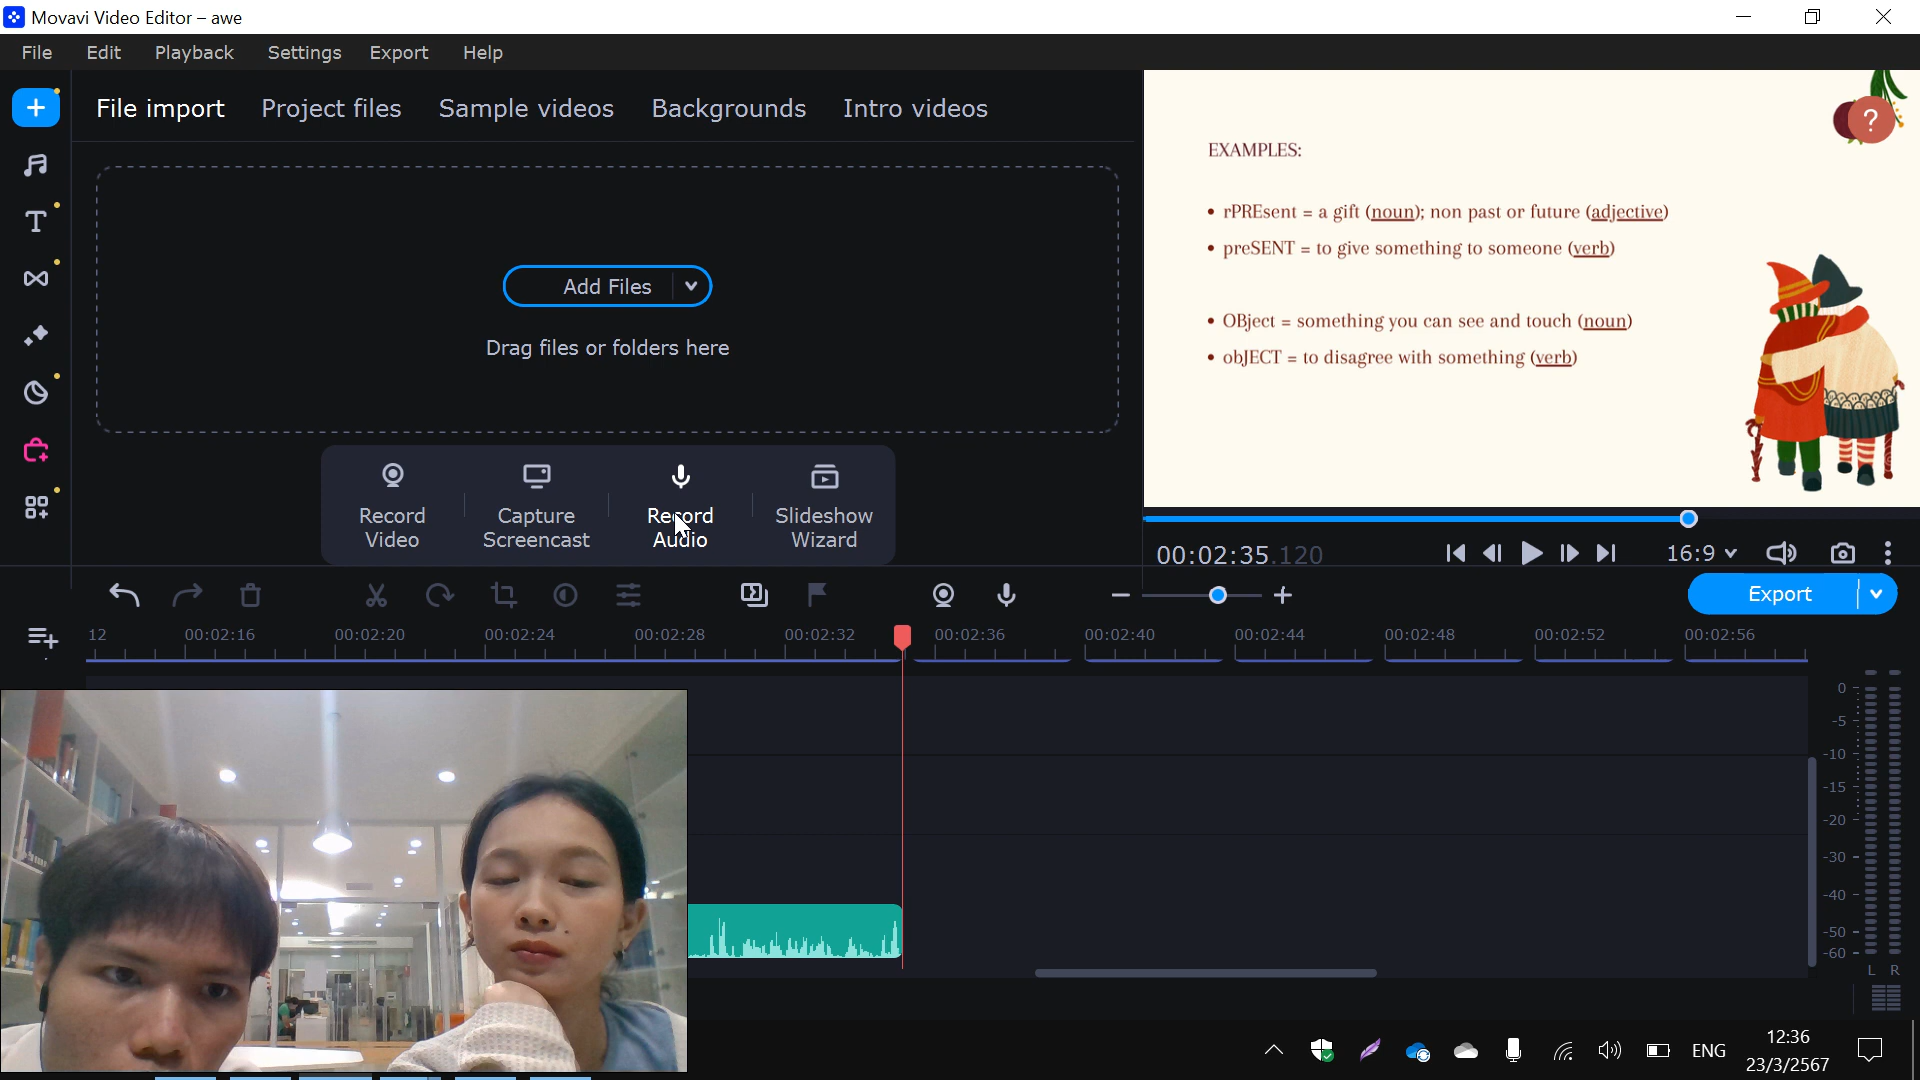 Movavi Video Editor – awe
File Edit Playback Settings Export Help
File import Project files Sample videos Backgrounds Intro videos
Add Files
Drag files or folders here
Record Video
Capture Screencast
Record Audio
Slideshow Wizard
?
EXAMPLES:
• rPREsent = a gift (noun); non past or future (adjective)
• preSENT = to give something to someone (verb)
• OBject = something you can see and touch (noun)
• objECT = to disagree with something (verb)
00:02:35.120
16:9
Export
12 00:02:16 00:02:20 00:02:24 00:02:28 00:02:32 00:02:36 00:02:40 00:02:44 00:02:48 00:02:52 00:02:56
0
-5
-10
-15
-20
-30
-40
-50
-60
L R
ENG
12:36
23/3/2567